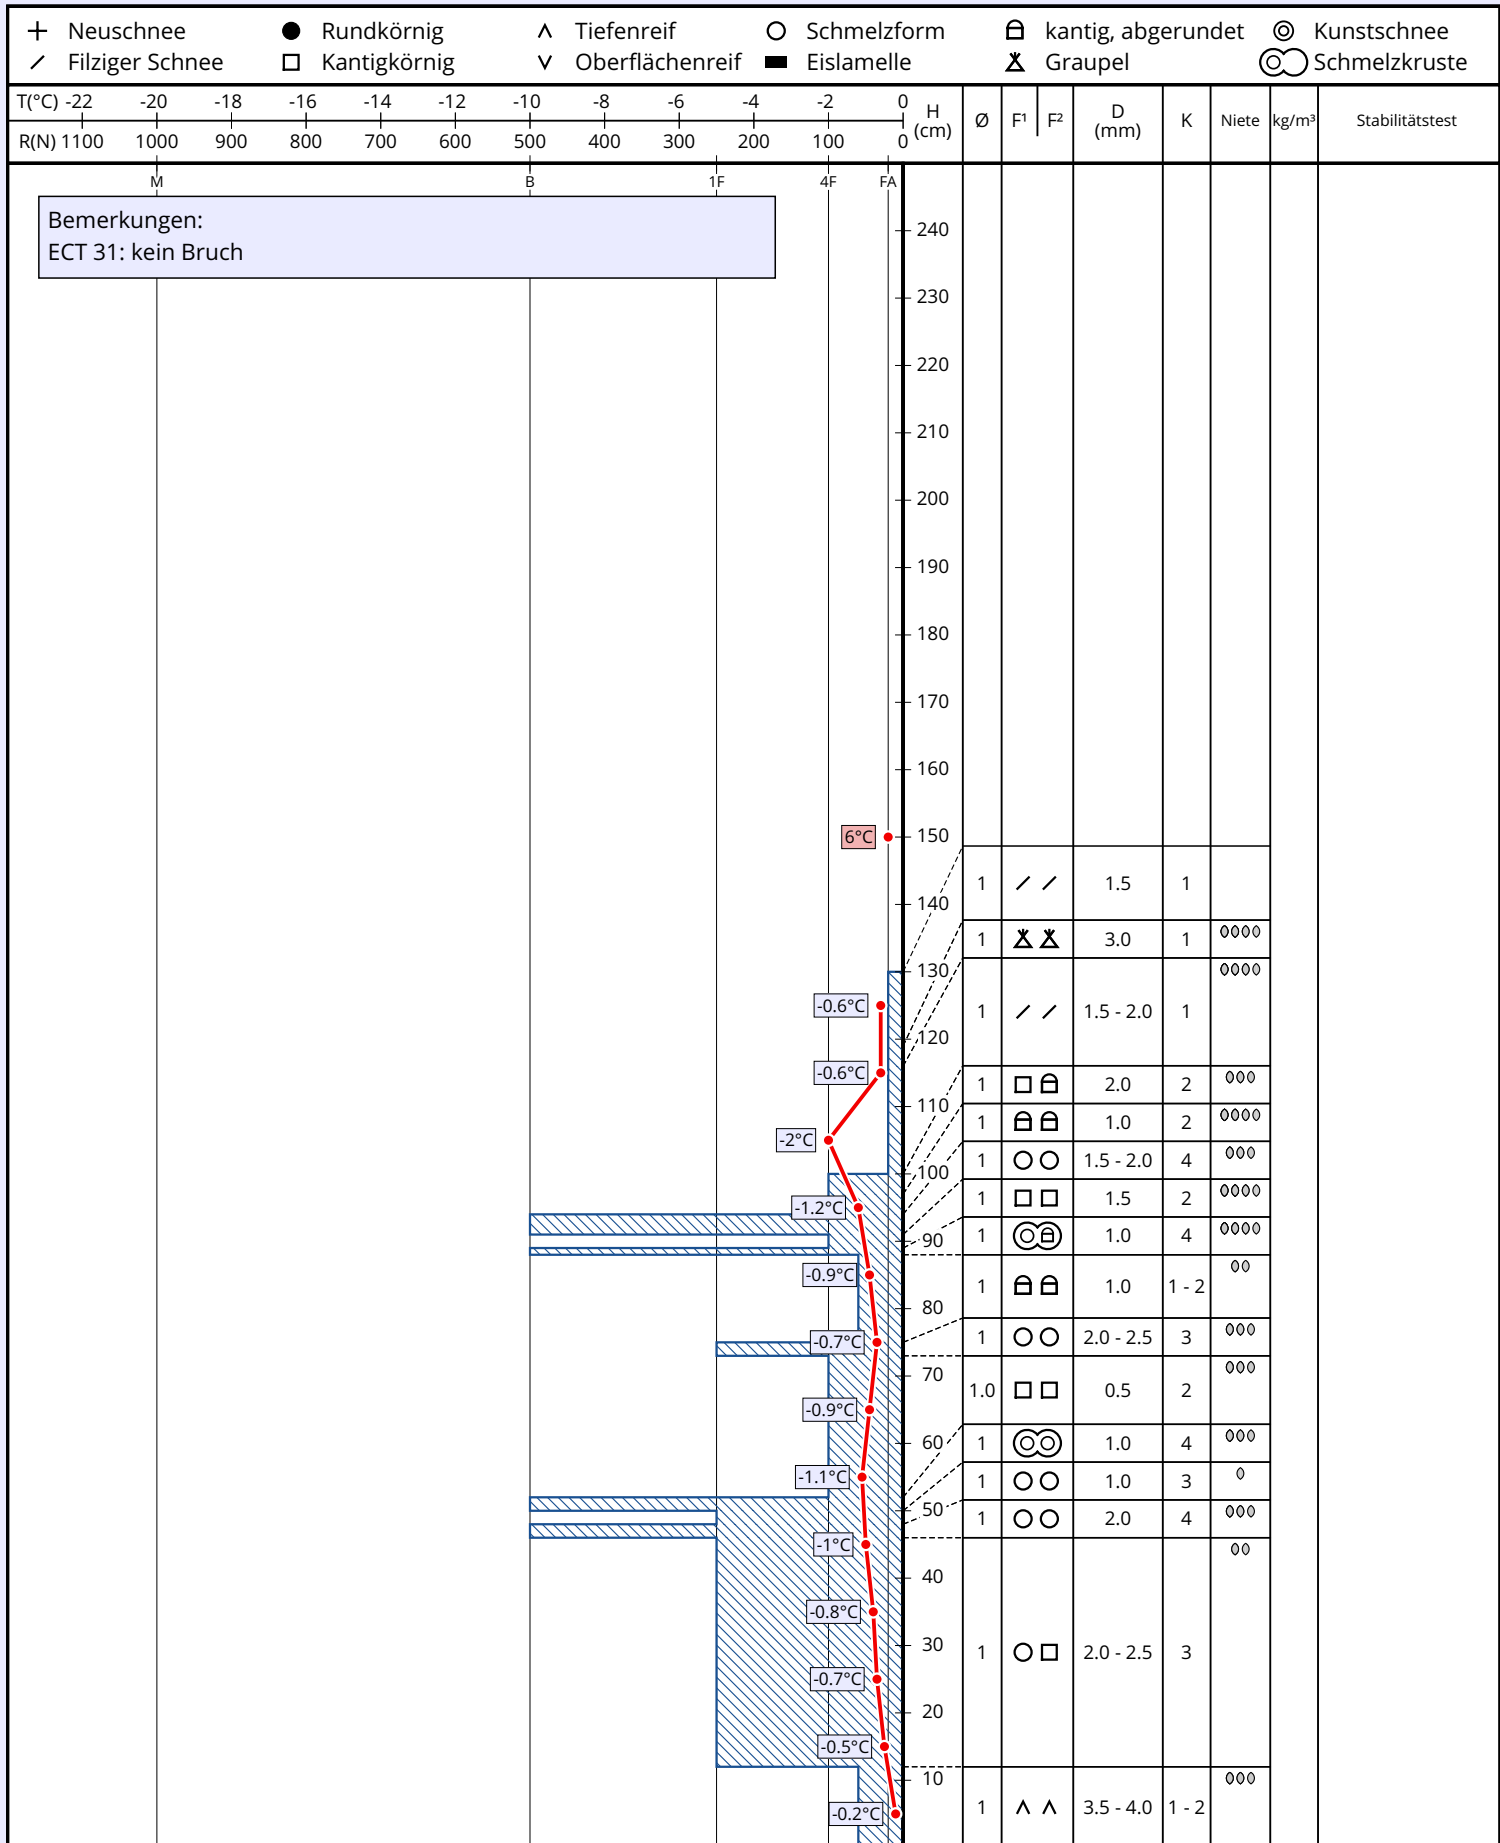 Neuschnee Rundkörnig Tiefenreif Schmelzform kantig, abgerundet Kunstschnee
Filziger Schnee Kantigkörnig Oberflächenreif Eislamelle Graupel Schmelzkruste
T(°C) -22 -20 -18 -16 -14 -12 -10 -8 -6 -4 -2 0
R(N) 1100 1000 900 800 700 600 500 400 300 200 100 0
H (cm) Ø F¹ F² D (mm) K Niete kg/m³ Stabilitätstest
M B 1F 4F FA
Bemerkungen:
ECT 31: kein Bruch
240
230
220
210
200
190
180
170
160
6°C 150
1 1.5 1
140
1 3.0 1
130
-0.6°C
1 1.5 - 2.0 1
120
-0.6°C
1 2.0 2
110
1 1.0 2
-2°C
1 1.5 - 2.0 4
100
1 1.5 2
-1.2°C
1 1.0 4
90
-0.9°C
1 1.0 1 - 2
80
1 2.0 - 2.5 3
-0.7°C
70
1.0 0.5 2
-0.9°C
60
1 1.0 4
-1.1°C
1 1.0 3
50
1 2.0 4
-1°C
40
-0.8°C
30
1 2.0 - 2.5 3
-0.7°C
20
-0.5°C
10
1 3.5 - 4.0 1 - 2
-0.2°C